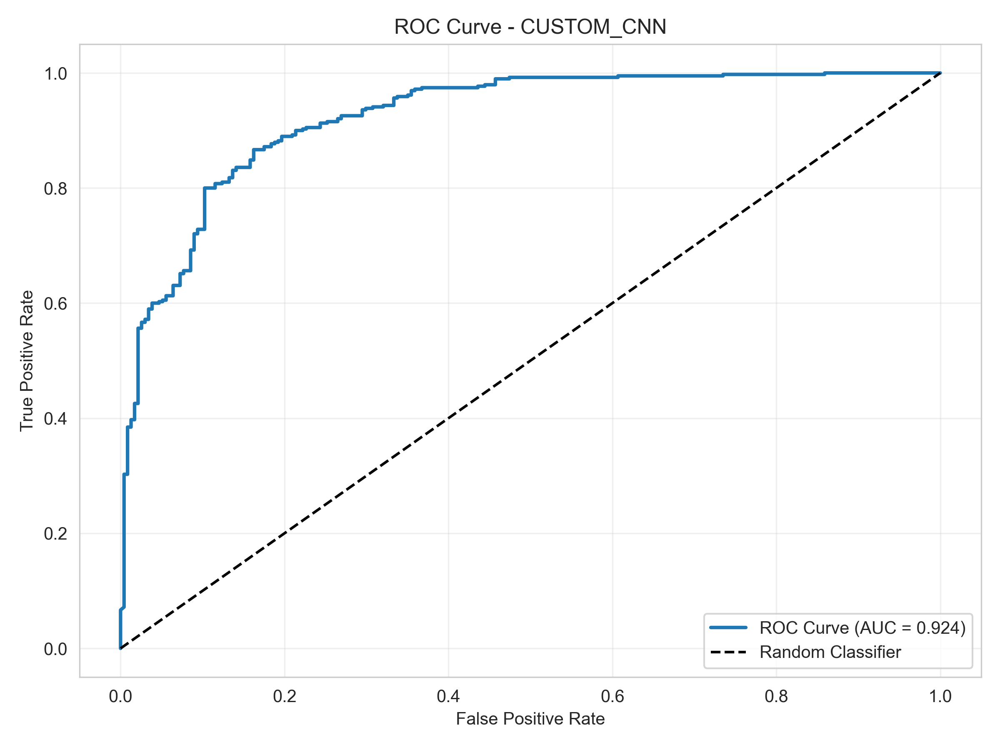 ROC Curve - CUSTOM_CNN
True Positive Rate
1.0
0.8
0.6
0.4
0.2
0.0
ROC Curve (AUC = 0.924)
Random Classifier
0.0 0.2 0.4 0.6 0.8 1.0
False Positive Rate